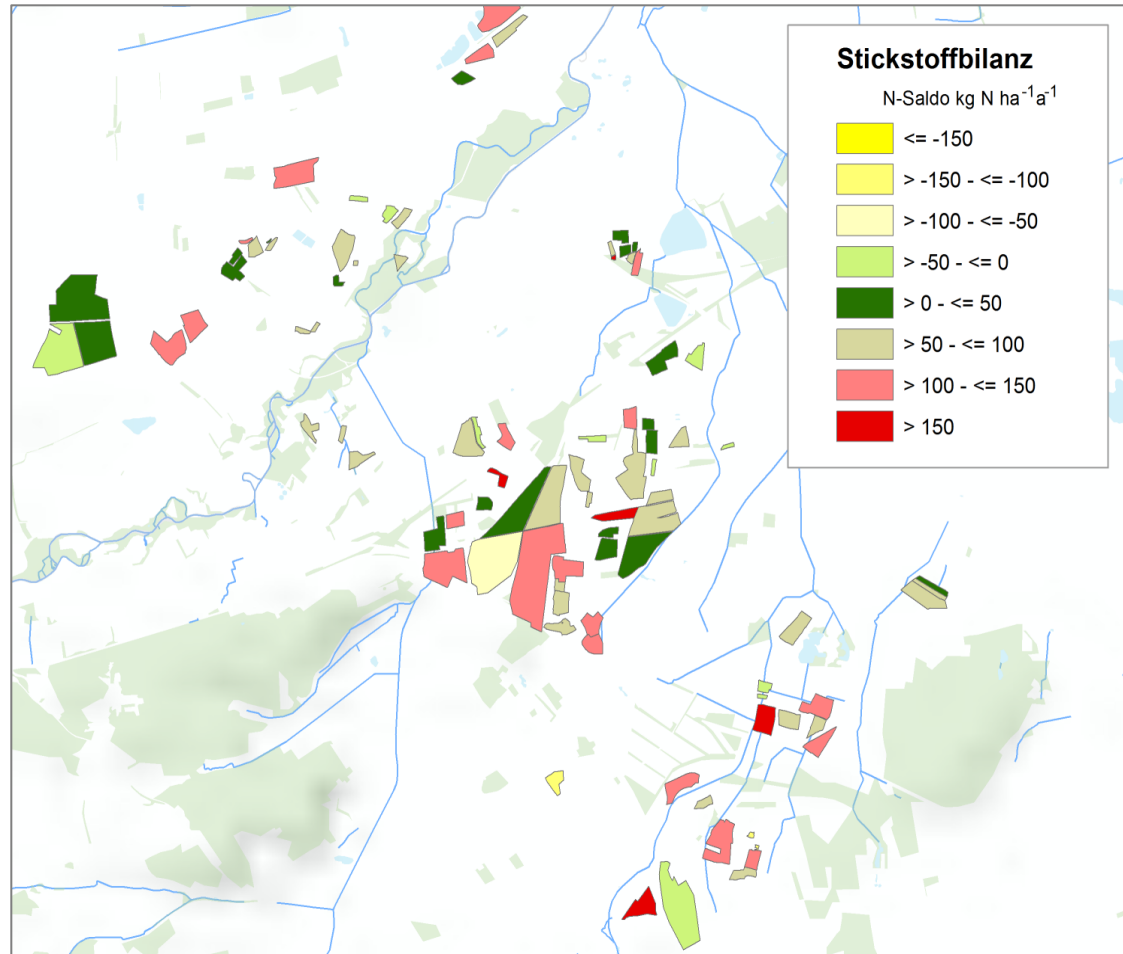 Stickstoffbilanz
N-Saldo kg N ha⁻¹a⁻¹
<= -150
> -150 - <= -100
> -100 - <= -50
> -50 - <= 0
> 0 - <= 50
> 50 - <= 100
> 100 - <= 150
> 150